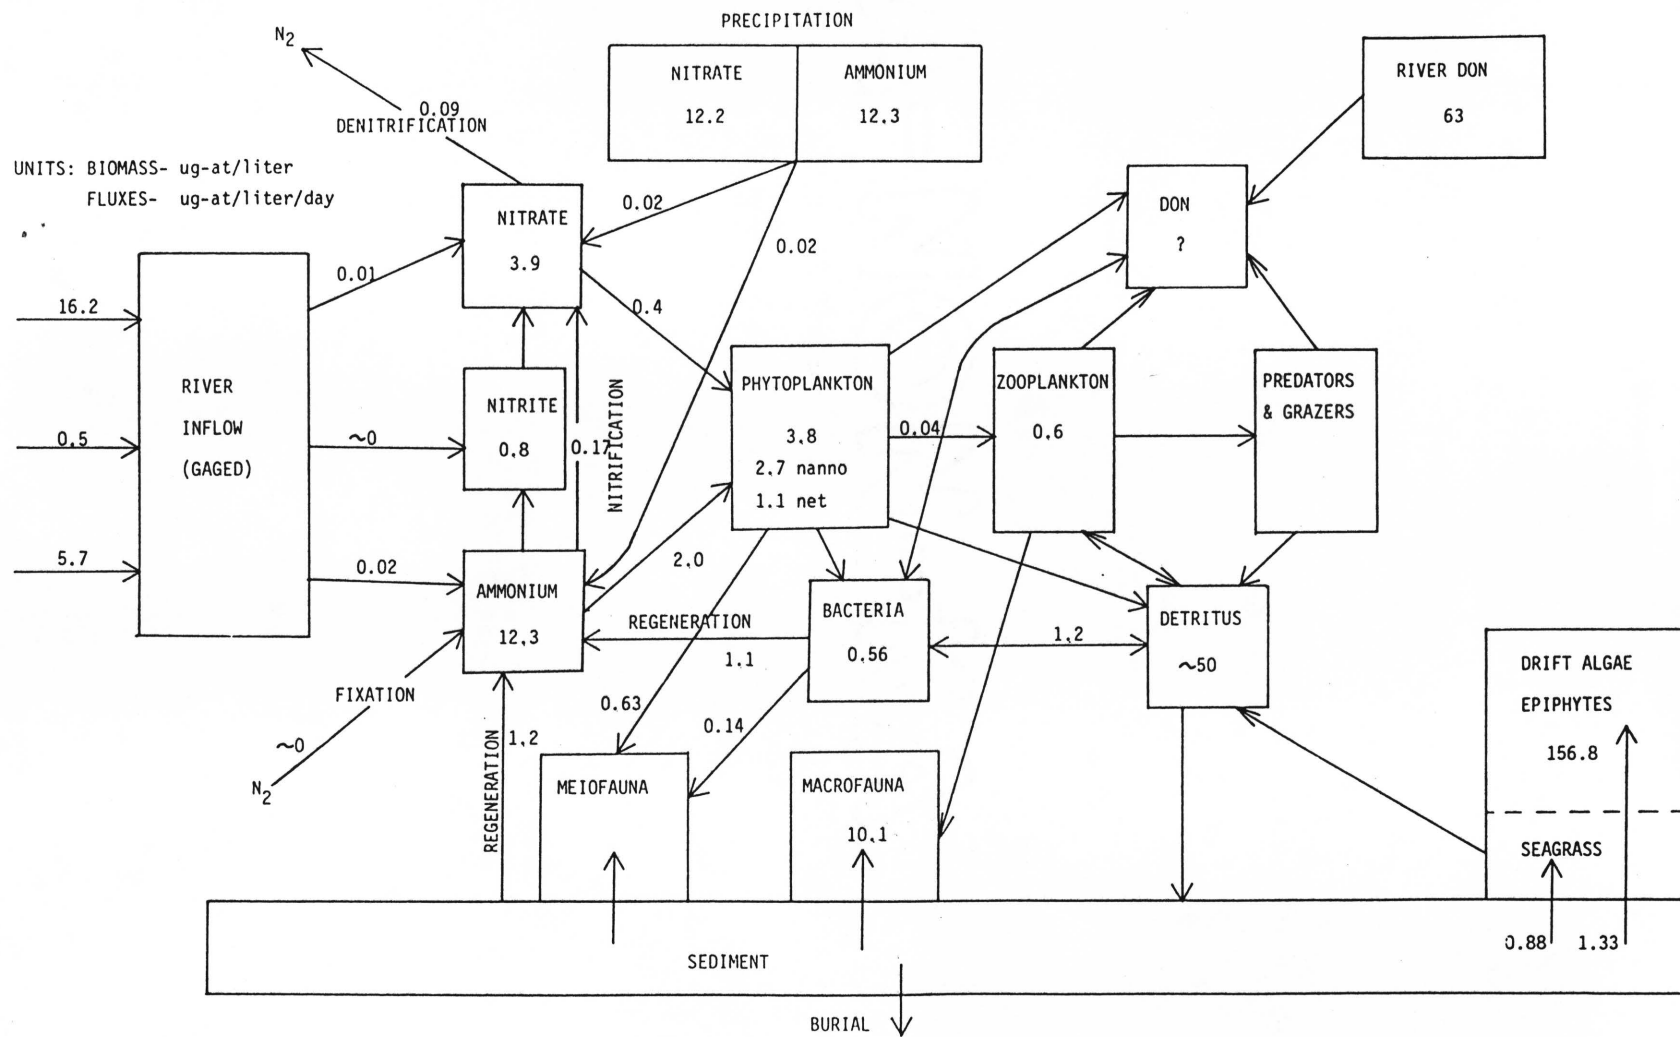 PRECIPITATION
N2
NITRATE
12.2
AMMONIUM
12.3
RIVER DON
63
0.09
DENITRIFICATION
UNITS: BIOMASS- ug-at/liter
FLUXES- ug-at/liter/day
NITRATE
3.9
0.02
0.02
DON
?
0.01
0.4
16.2
0.5
5.7
RIVER
INFLOW
(GAGED)
~0
0.02
NITRITE
0.8
0.17
NITRIFICATION
PHYTOPLANKTON
3.8
2.7 nanno
1.1 net
0.04
ZOOPLANKTON
0.6
PREDATORS
& GRAZERS
AMMONIUM
12.3
2.0
REGENERATION
1.1
BACTERIA
0.56
1.2
DETRITUS
~50
FIXATION
~0
N2
REGENERATION
1.2
0.63
0.14
MEIOFAUNA
MACROFAUNA
10.1
DRIFT ALGAE
EPIPHYTES
156.8
SEAGRASS
0.88
1.33
SEDIMENT
BURIAL